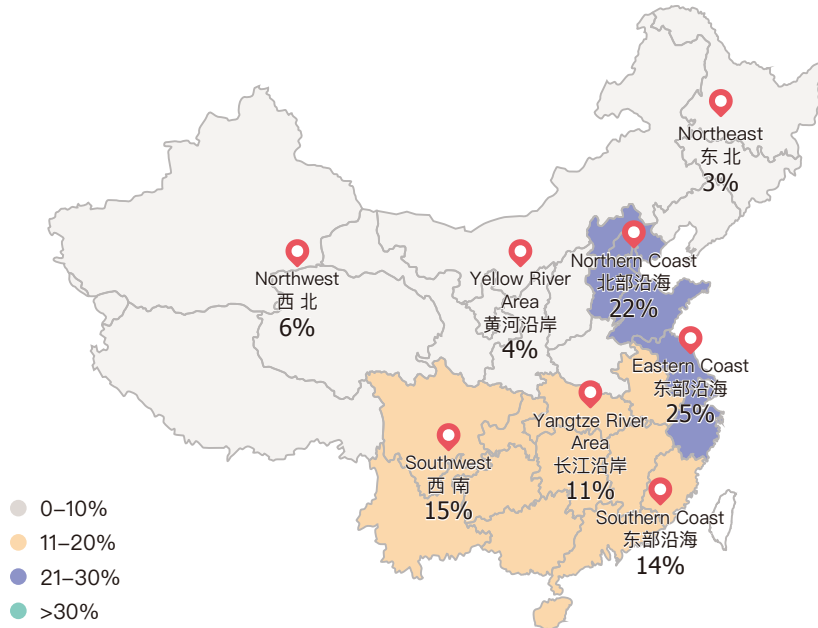 Northeast
东 北
3%
Northwest
西 北
6%
Yellow River
Area
黄河沿岸
4%
Northern Coast
北部沿海
22%
Eastern Coast
东部沿海
25%
Yangtze River
Area
长江沿岸
11%
Southwest
西 南
15%
Southern Coast
东部沿海
14%
0–10%
11–20%
21–30%
>30%